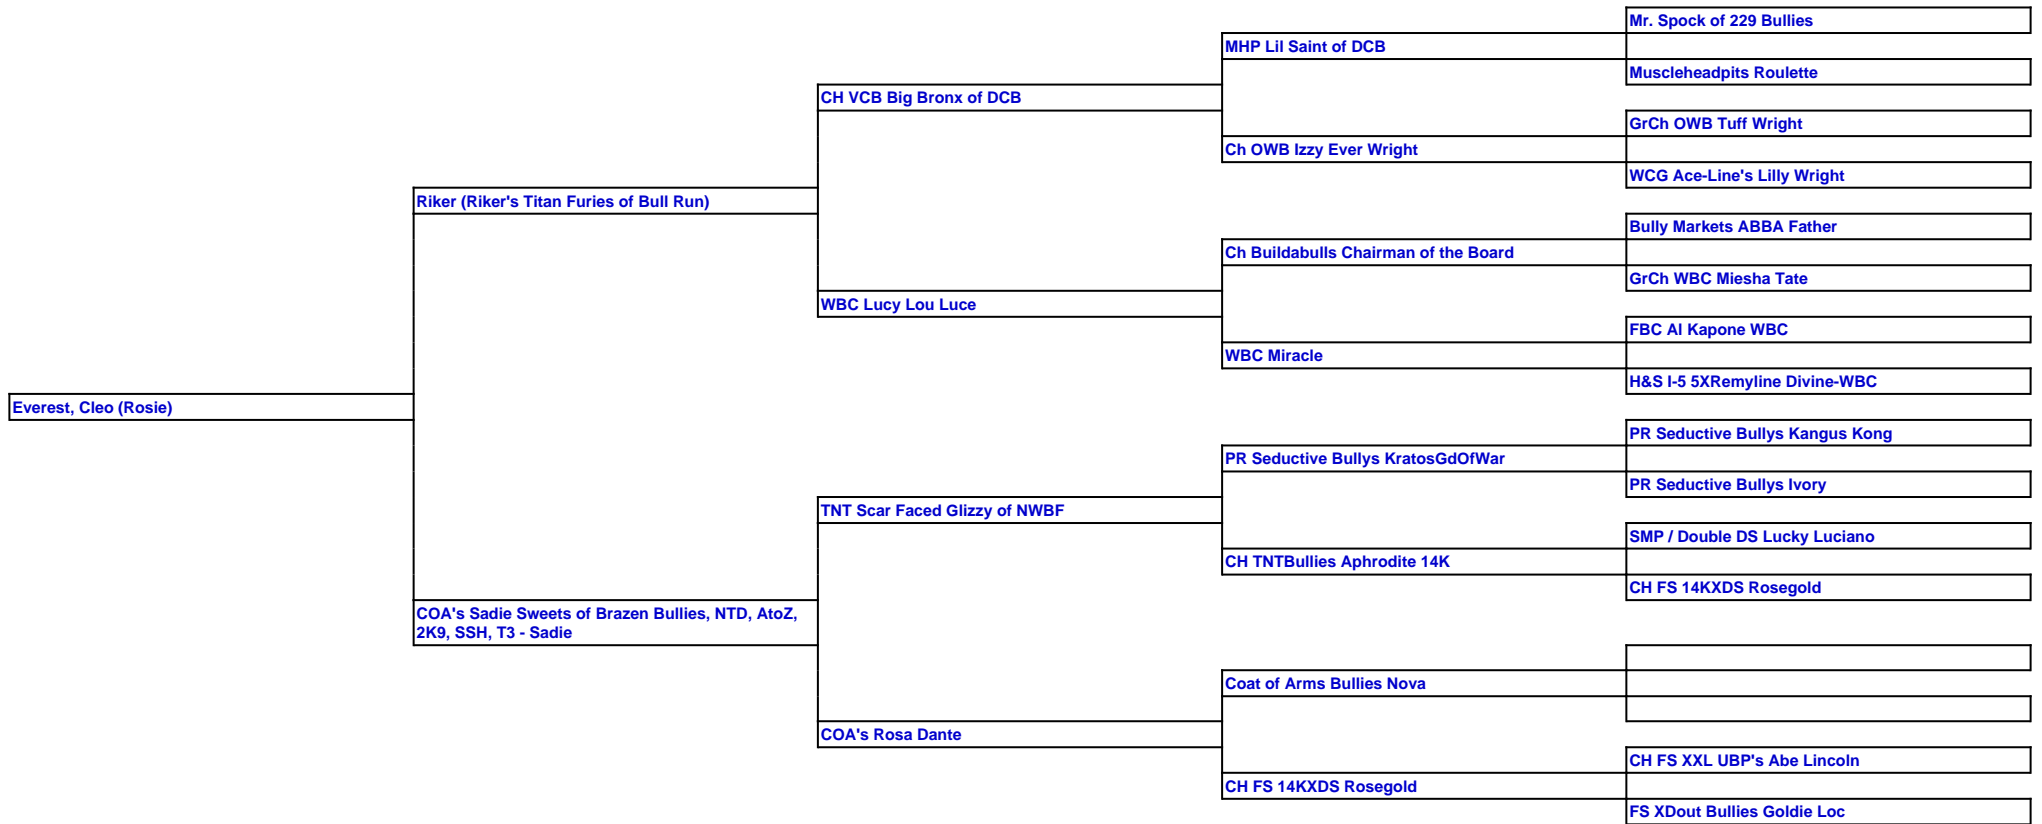 Mr. Spock of 229 Bullies
MHP Lil Saint of DCB
Muscleheadpits Roulette
CH VCB Big Bronx of DCB
GrCh OWB Tuff Wright
Ch OWB Izzy Ever Wright
WCG Ace-Line's Lilly Wright
Riker (Riker's Titan Furies of Bull Run)
Bully Markets ABBA Father
Ch Buildabulls Chairman of the Board
GrCh WBC Miesha Tate
WBC Lucy Lou Luce
FBC Al Kapone WBC
WBC Miracle
H&S I-5 5XRemyline Divine-WBC
Everest, Cleo (Rosie)
PR Seductive Bullys Kangus Kong
PR Seductive Bullys KratosGdOfWar
PR Seductive Bullys Ivory
TNT Scar Faced Glizzy of NWBF
SMP / Double DS Lucky Luciano
CH TNTBullies Aphrodite 14K
CH FS 14KXDS Rosegold
COA's Sadie Sweets of Brazen Bullies, NTD, AtoZ,
2K9, SSH, T3 - Sadie
Coat of Arms Bullies Nova
COA's Rosa Dante
CH FS XXL UBP's Abe Lincoln
CH FS 14KXDS Rosegold
FS XDout Bullies Goldie Loc